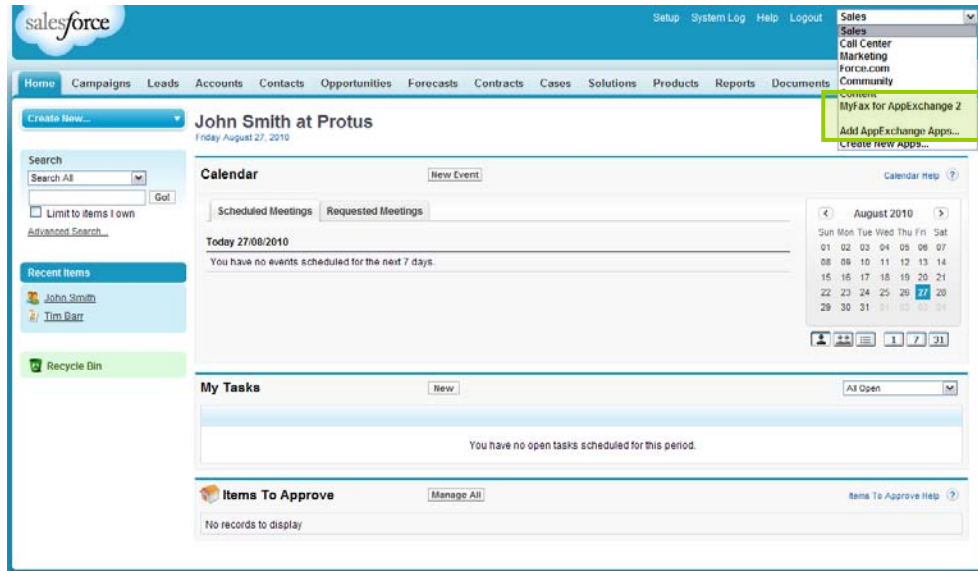 salesforce
Setup System Log Help Logout Sales
Sales
Call Center
Marketing
Force.com
Community
Content
MyFax for AppExchange 2
Add AppExchange Apps...
Create New Apps...
Home Campaigns Leads Accounts Contacts Opportunities Forecasts Contracts Cases Solutions Products Reports Documents
Create New...
John Smith at Protus
Friday August 27, 2010
Search
Search All
Go!
Limit to items I own
Advanced Search...
Recent Items
John Smith
Tim Barr
Recycle Bin
Calendar New Event Calendar Help ?
Scheduled Meetings Requested Meetings
Today 27/08/2010
You have no events scheduled for the next 7 days.
August 2010
Sun Mon Tue Wed Thu Fri Sat
01 02 03 04 05 06 07
08 09 10 11 12 13 14
15 16 17 18 19 20 21
22 23 24 25 26 27 28
29 30 31 01 02 03 04
1 7 31
My Tasks New All Open
You have no open tasks scheduled for this period.
Items To Approve Manage All Items To Approve Help ?
No records to display